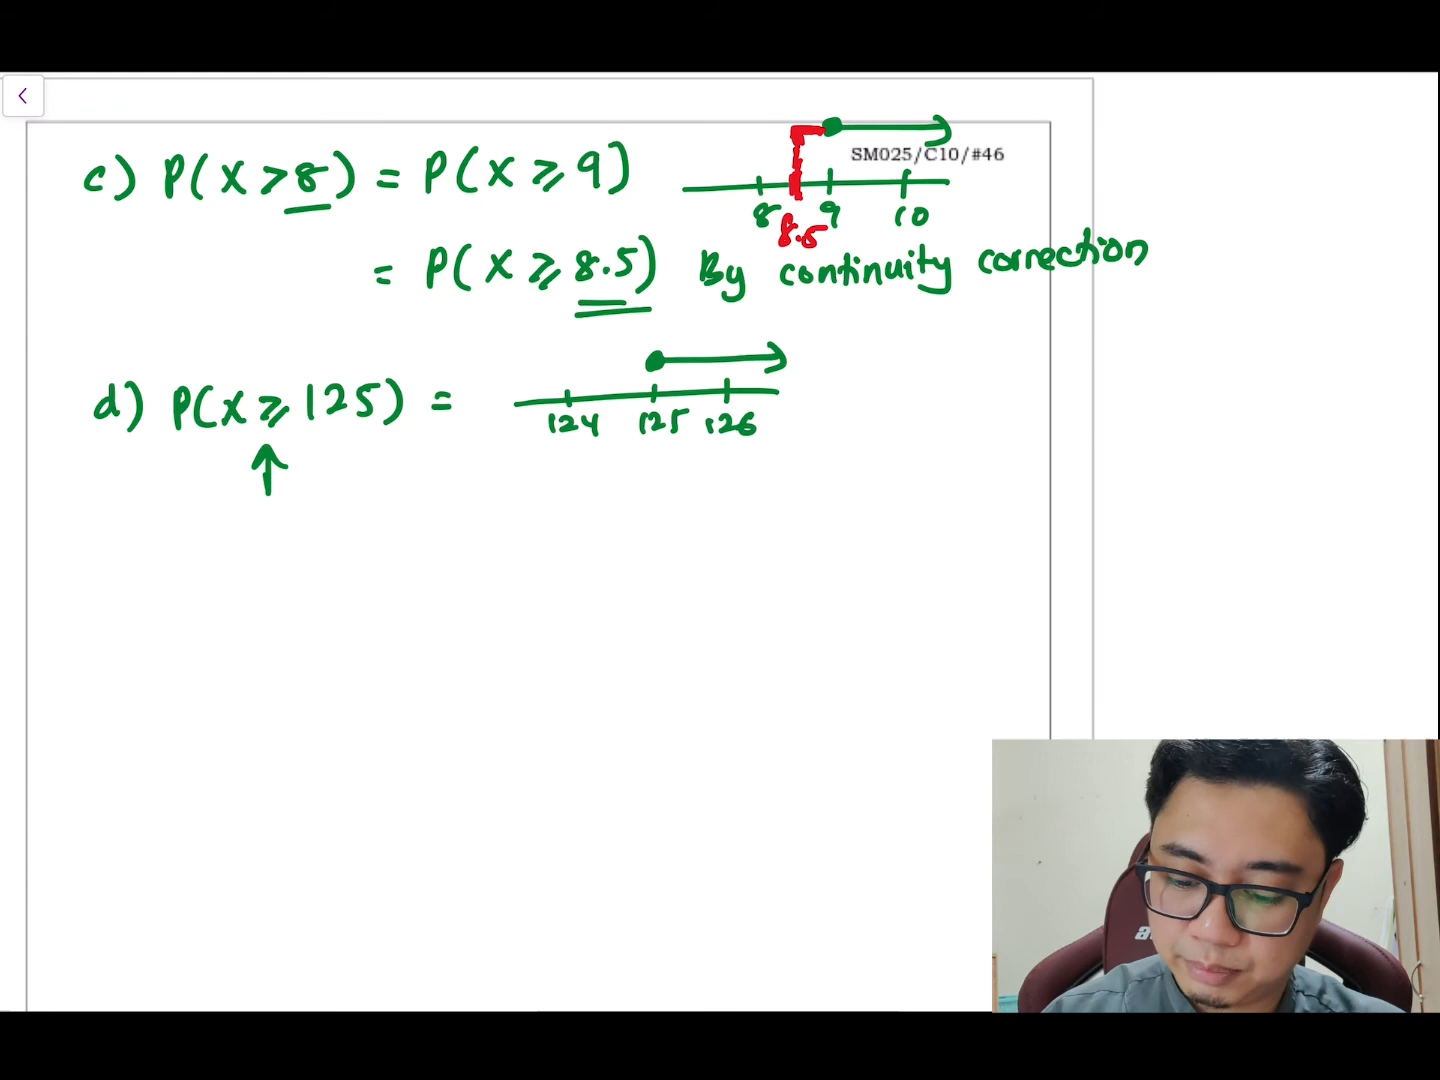 SM025/C10/#46
c) P(X > 8) = P(X ⩾ 9)
8 8.5 9 10
= P(X ⩾ 8.5) By continuity correction
d) P(X ⩾ 125) =
124 125 126